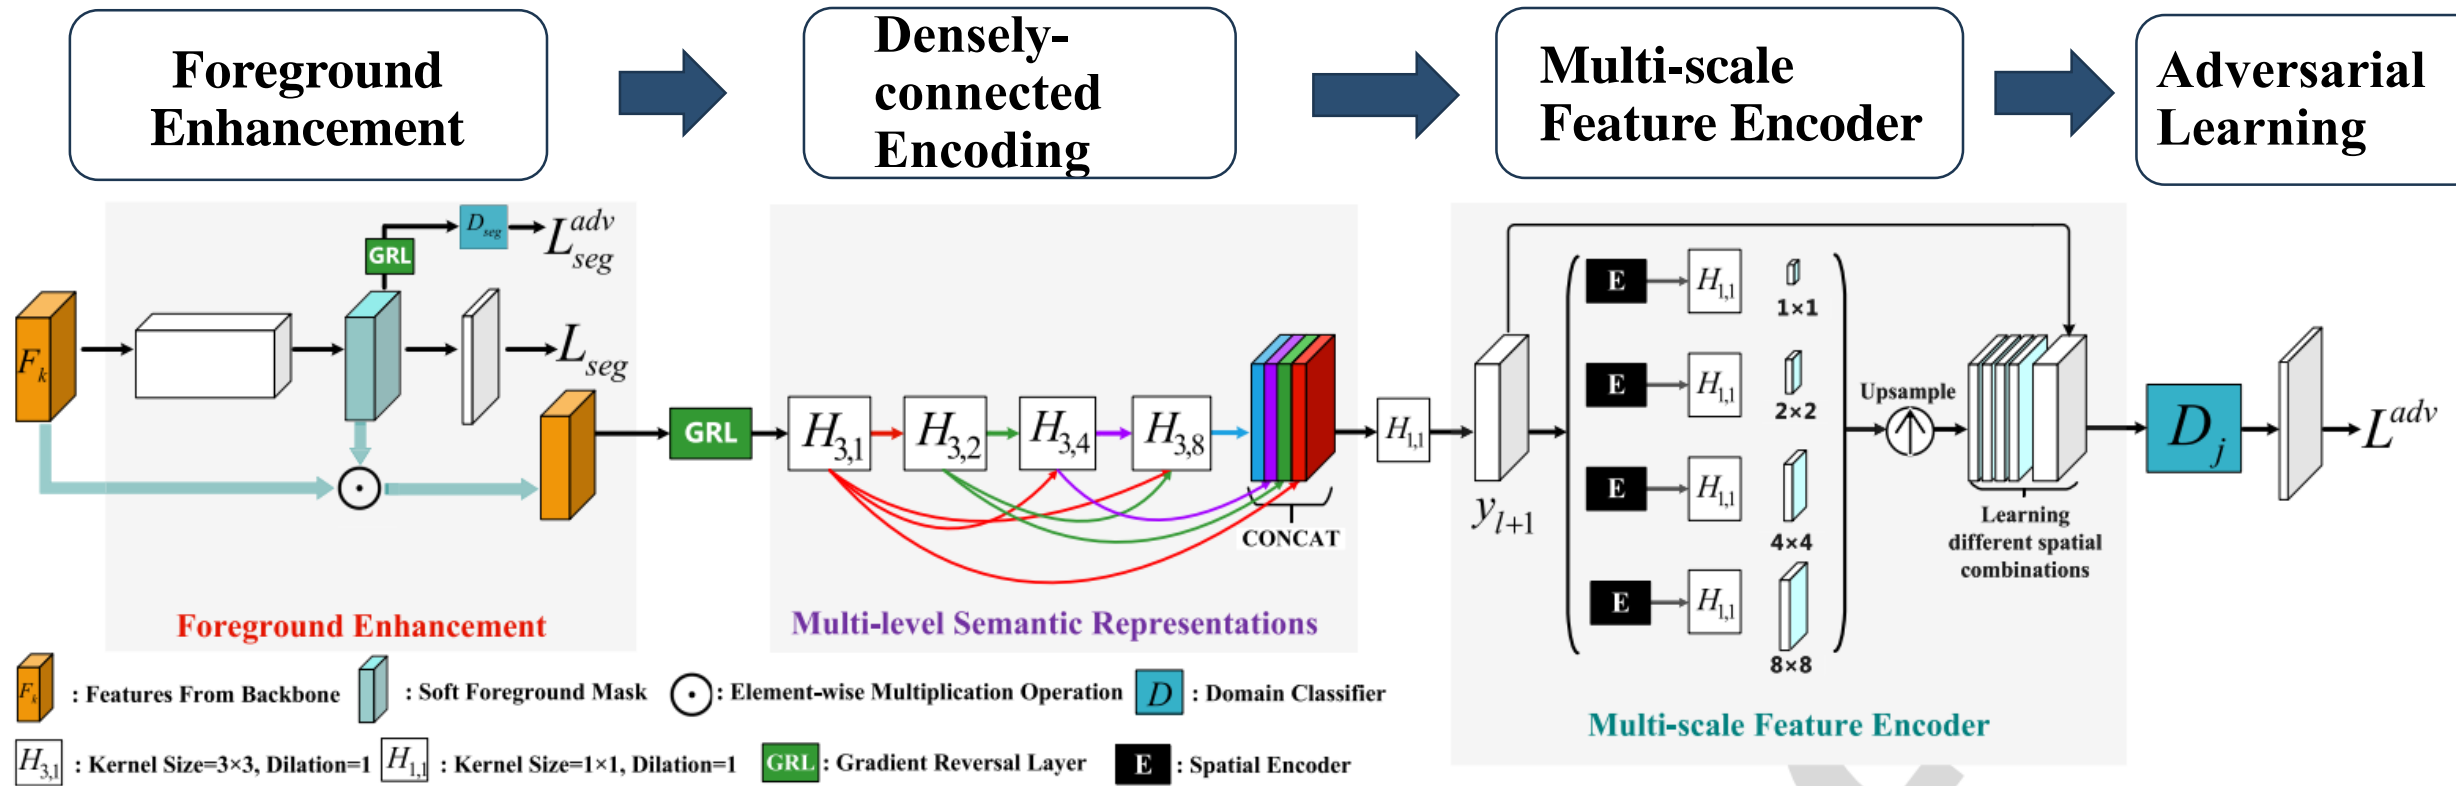 Foreground
Enhancement
Densely-
connected
Encoding
Multi-scale
Feature Encoder
Adversarial
Learning
F_k
GRL
D_seg
L_seg^adv
L_seg
GRL
H_3,1
H_3,2
H_3,4
H_3,8
CONCAT
H_1,1
y_l+1
E
H_1,1
1×1
E
H_1,1
2×2
E
H_1,1
4×4
E
H_1,1
8×8
Upsample
Learning
different spatial
combinations
D_j
L^adv
Foreground Enhancement
Multi-level Semantic Representations
Multi-scale Feature Encoder
F_k : Features From Backbone
: Soft Foreground Mask
: Element-wise Multiplication Operation
D : Domain Classifier
H_3,1 : Kernel Size=3×3, Dilation=1
H_1,1 : Kernel Size=1×1, Dilation=1
GRL : Gradient Reversal Layer
E : Spatial Encoder